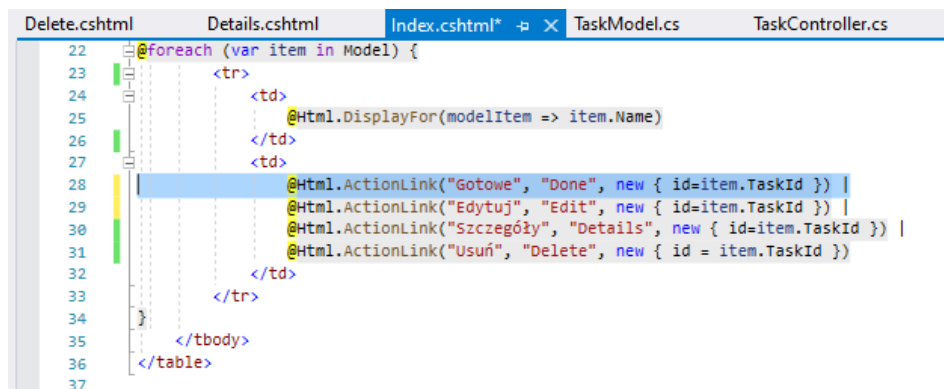 Delete.cshtml Details.cshtml Index.cshtml* TaskModel.cs TaskController.cs
22 @foreach (var item in Model) {
23 <tr>
24 <td>
25 @Html.DisplayFor(modelItem => item.Name)
26 </td>
27 <td>
28 @Html.ActionLink("Gotowe", "Done", new { id=item.TaskId }) |
29 @Html.ActionLink("Edytuj", "Edit", new { id=item.TaskId }) |
30 @Html.ActionLink("Szczegóły", "Details", new { id=item.TaskId }) |
31 @Html.ActionLink("Usuń", "Delete", new { id = item.TaskId })
32 </td>
33 </tr>
34 }
35 </tbody>
36 </table>
37